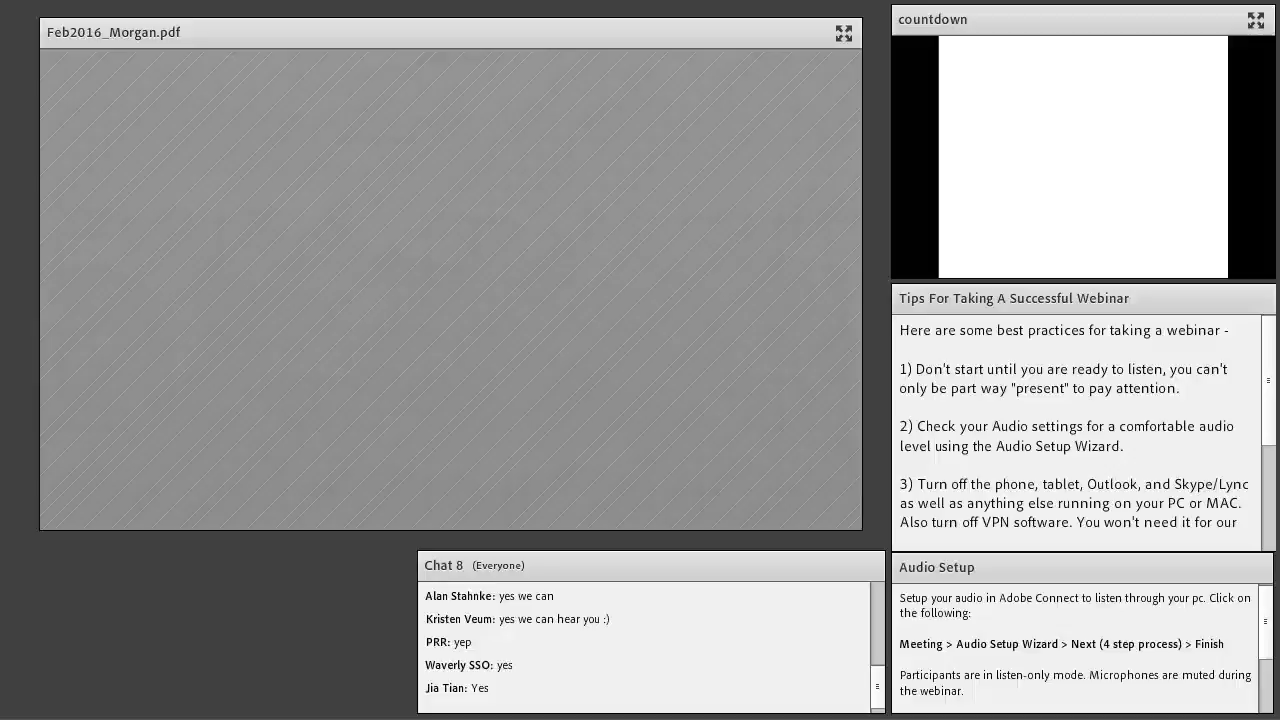 Feb2016_Morgan.pdf
countdown
Tips For Taking A Successful Webinar
Here are some best practices for taking a webinar -
1) Don't start until you are ready to listen, you can't
only be part way "present" to pay attention.
2) Check your Audio settings for a comfortable audio
level using the Audio Setup Wizard.
3) Turn off the phone, tablet, Outlook, and Skype/Lync
as well as anything else running on your PC or MAC.
Also turn off VPN software. You won't need it for our
Chat 8 (Everyone)
Alan Stahnke: yes we can
Kristen Veum: yes we can hear you :)
PRR: yep
Waverly SSO: yes
Jia Tian: Yes
Audio Setup
Setup your audio in Adobe Connect to listen through your pc. Click on
the following:
Meeting > Audio Setup Wizard > Next (4 step process) > Finish
Participants are in listen-only mode. Microphones are muted during
the webinar.